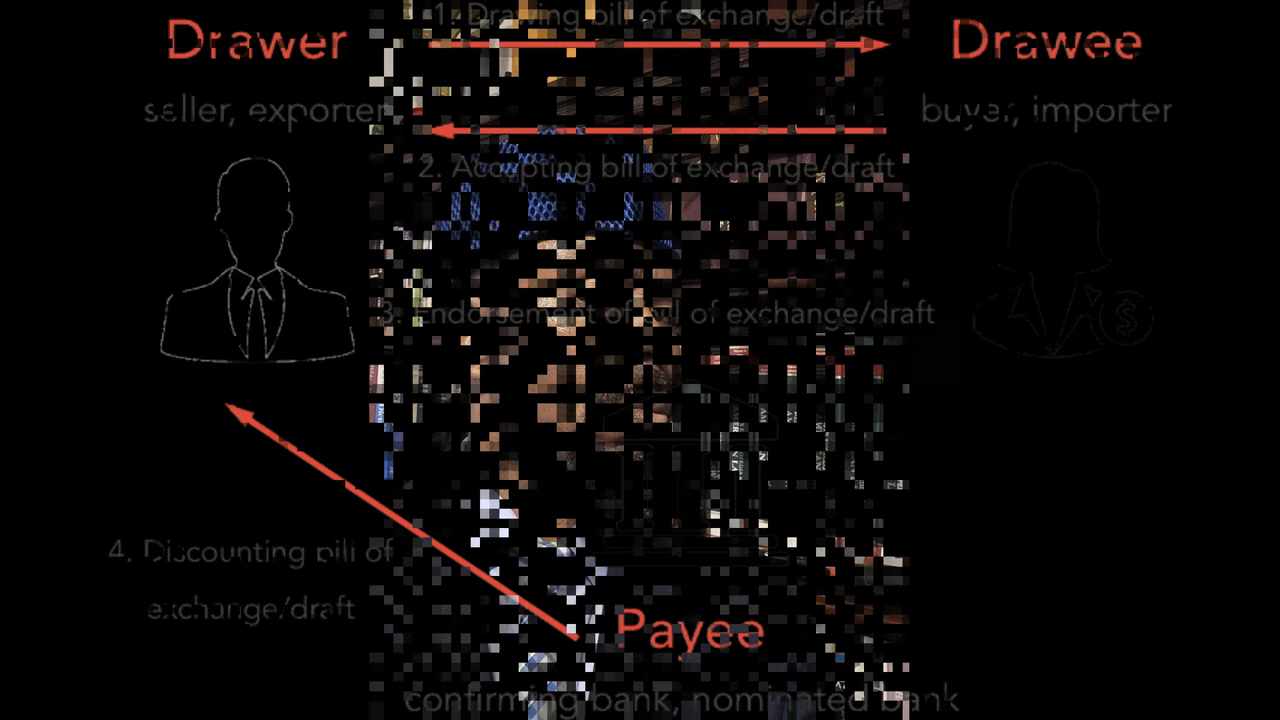 1. Drawing bill of exchange/draft
Drawer
Drawee
seller, exporter
buyer, importer
2. Accepting bill of exchange/draft
3. Endorsement of bill of exchange/draft
$
4. Discounting bill of
exchange/draft
Payee
confirming bank, nominated bank